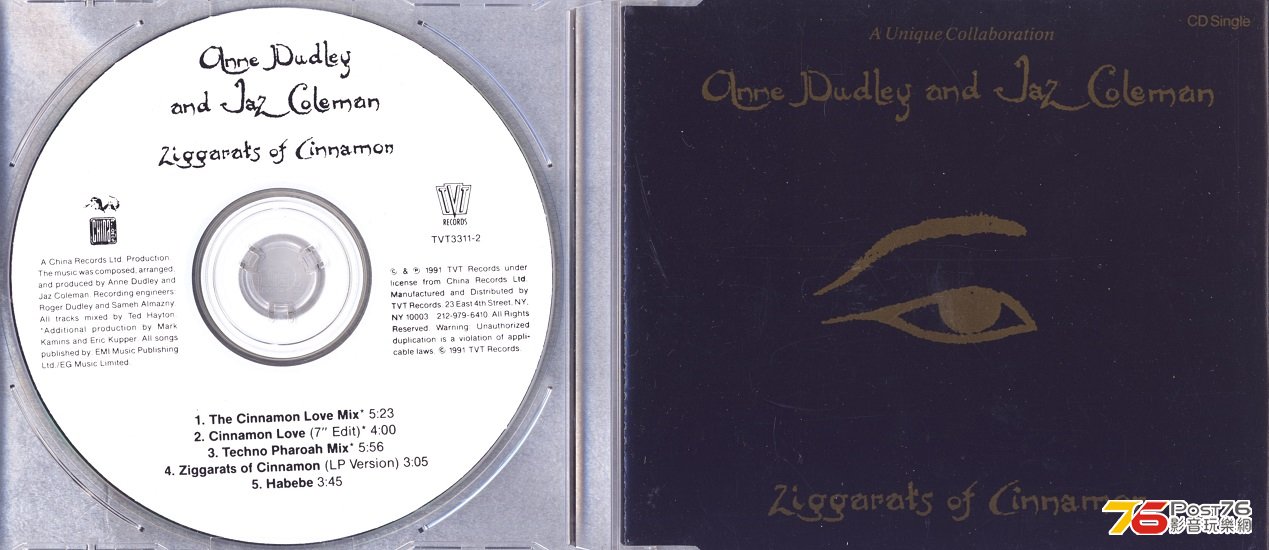 Anne Dudley
and Jaz Coleman
Ziggarats of Cinnamon
CHINA
TVT
RECORDS
TVT3311-2
A China Records Ltd. Production
The music was composed, arranged,
and produced by Anne Dudley and
Jaz Coleman. Recording engineers:
Roger Dudley and Sameh Almazny.
All tracks mixed by Ted Hayton.
*Additional production by Mark
Kamins and Eric Kupper. All songs
published by: EMI Music Publishing
Ltd./EG Music Limited.
© & ℗ 1991 TVT Records under
license from China Records Ltd.
Manufactured and Distributed by
TVT Records, 23 East 4th Street, NY,
NY 10003 212-979-6410. All Rights
Reserved. Warning: Unauthorized
duplication is a violation of appli-
cable laws. © 1991 TVT Records.
1. The Cinnamon Love Mix* 5:23
2. Cinnamon Love (7" Edit)* 4:00
3. Techno Pharoah Mix* 5:56
4. Ziggarats of Cinnamon (LP Version) 3:05
5. Habebe 3:45
CD Single
A Unique Collaboration
Anne Dudley and Jaz Coleman
Ziggarats of Cinnamon
76 Post76
影音玩樂網